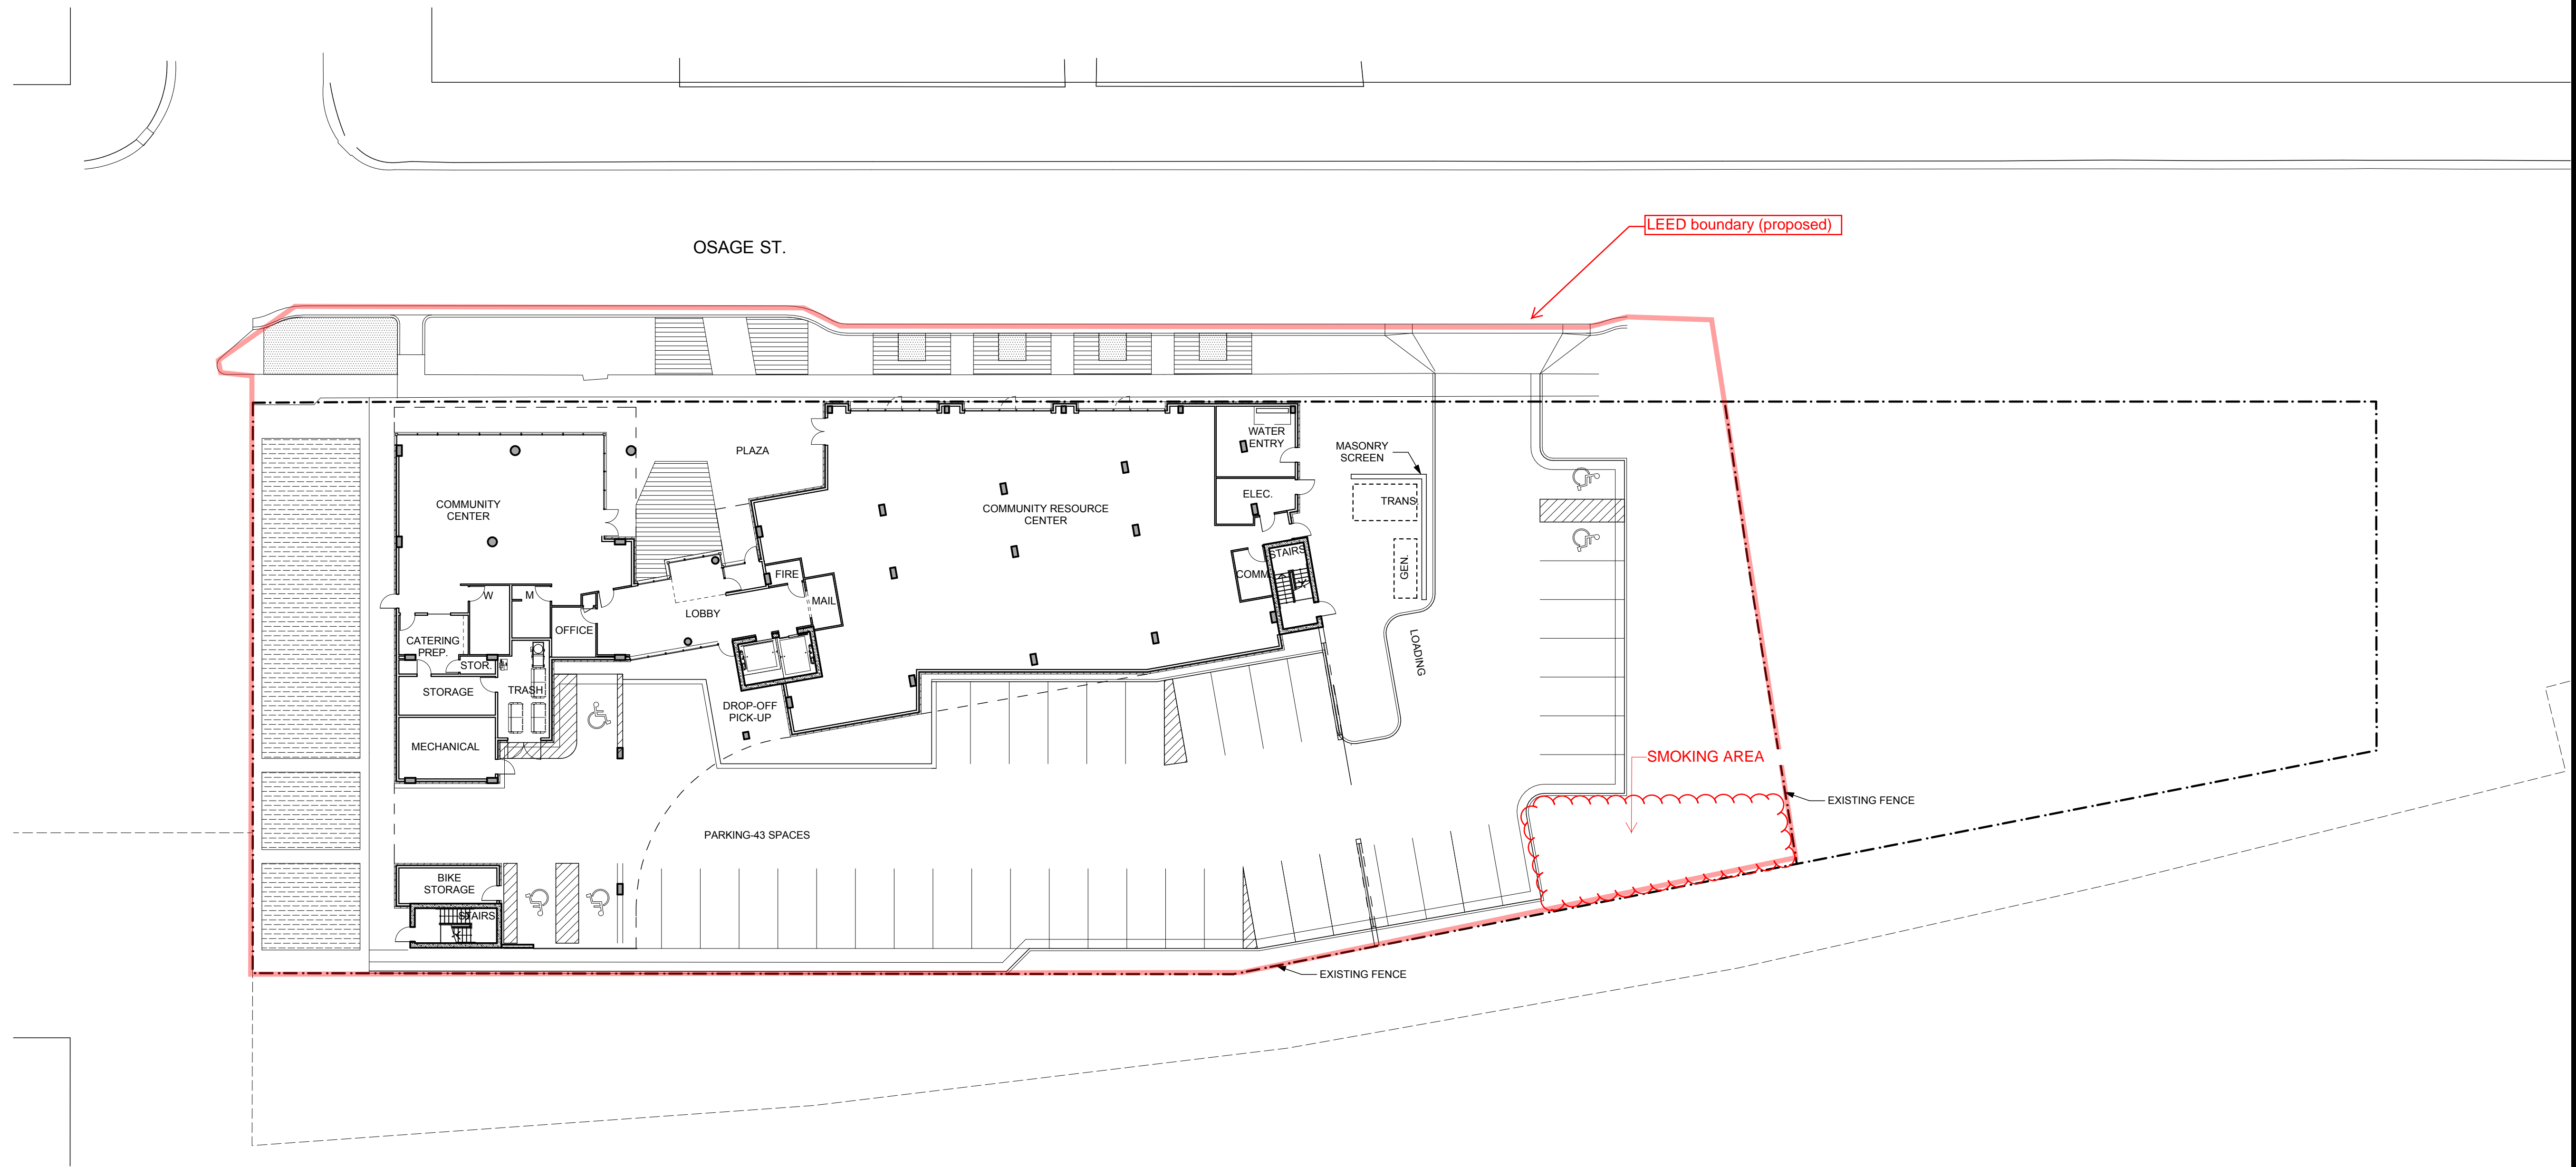 LEED boundary (proposed)
OSAGE ST.
WATER
ENTRY
PLAZA
MASONRY
SCREEN
COMMUNITY
CENTER
COMMUNITY RESOURCE
CENTER
ELEC.
TRANS
STAIRS
GEN.
FIRE
COMM.
W
M
MAIL
LOBBY
OFFICE
CATERING
PREP.
LOADING
STOR.
STORAGE
TRASH
DROP-OFF
PICK-UP
MECHANICAL
SMOKING AREA
EXISTING FENCE
PARKING-43 SPACES
BIKE
STORAGE
STAIRS
EXISTING FENCE